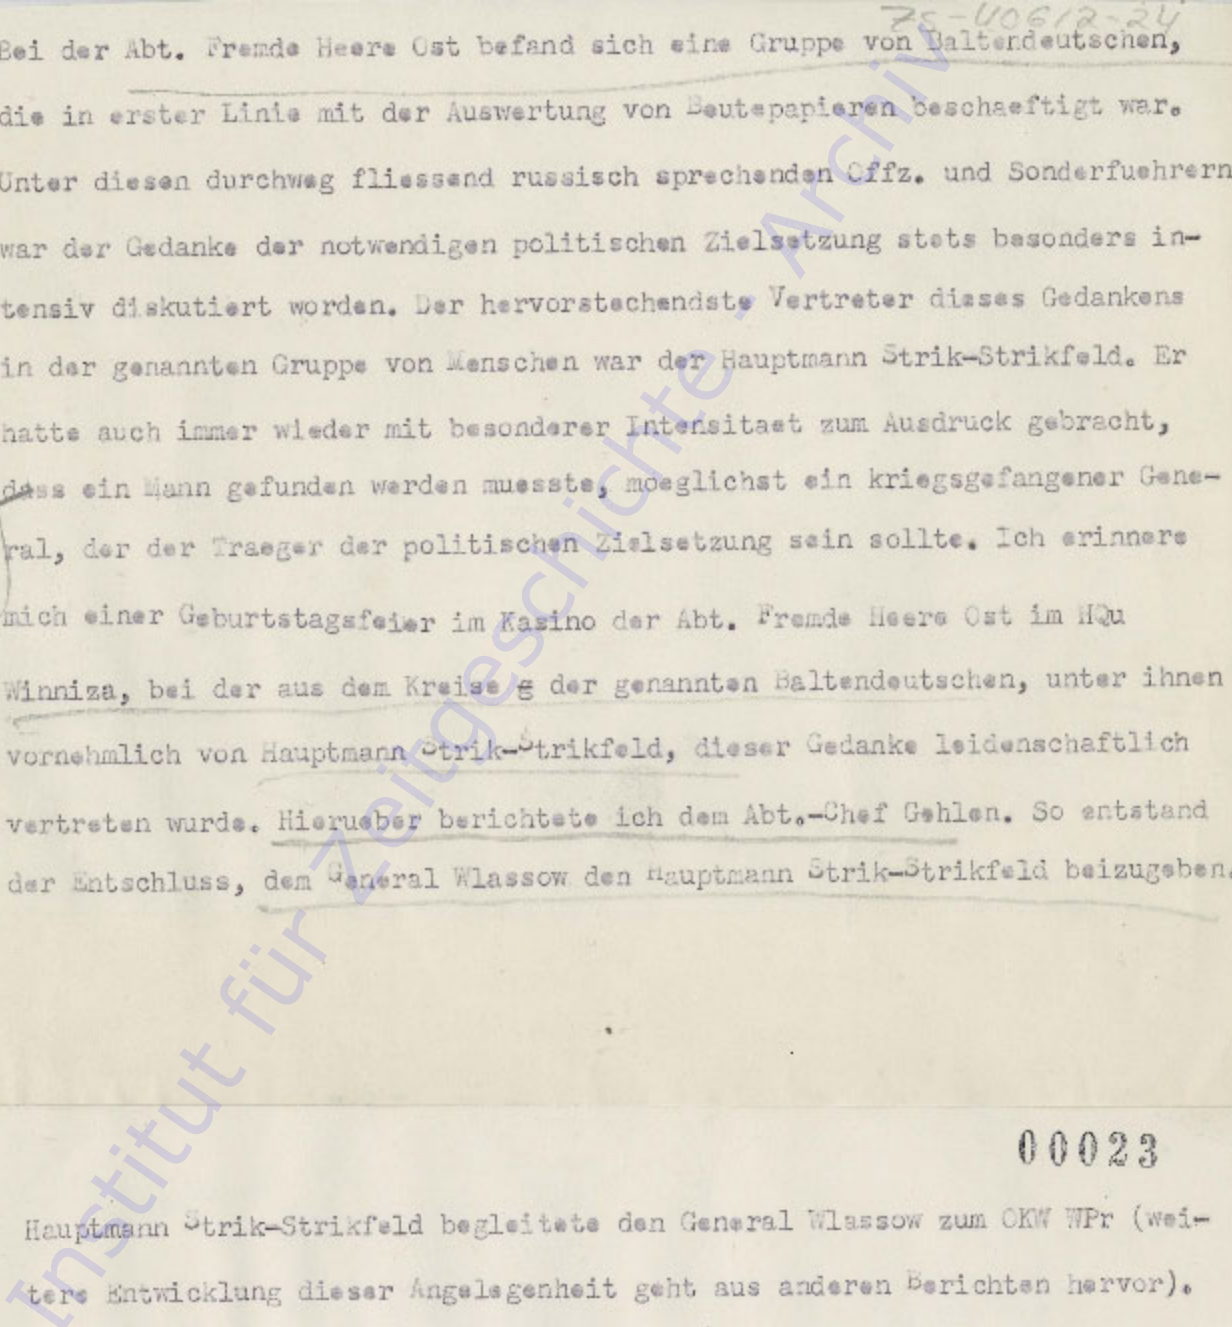 ZS-406/2-24
Bei der Abt. Fremde Heere Ost befand sich eine Gruppe von Baltendeutschen,
die in erster Linie mit der Auswertung von Beutepapieren beschaeftigt war.
Unter diesen durchweg fliessend russisch sprechenden Offz. und Sonderfuehrern
war der Gedanke der notwendigen politischen Zielsetzung stets besonders in-
tensiv diskutiert worden. Der hervorstechendste Vertreter dieses Gedankens
in der genannten Gruppe von Menschen war der Hauptmann Strik-Strikfeld. Er
hatte auch immer wieder mit besonderer Intensitaet zum Ausdruck gebracht,
dass ein Mann gefunden werden muesste, moeglichst ein kriegsgefangener Gene-
ral, der der Traeger der politischen Zielsetzung sein sollte. Ich erinnere
mich einer Geburtstagsfeier im Kasino der Abt. Fremde Heere Ost im HQu
Winniza, bei der aus dem Kreise g der genannten Baltendeutschen, unter ihnen
vornehmlich von Hauptmann Strik-Strikfeld, dieser Gedanke leidenschaftlich
vertreten wurde. Hierueber berichtete ich dem Abt.-Chef Gehlen. So entstand
der Entschluss, dem General Wlassow den Hauptmann Strik-Strikfeld beizugeben.
00023
Hauptmann Strik-Strikfeld begleitete den General Wlassow zum OKW WPr (wei-
tere Entwicklung dieser Angelegenheit geht aus anderen Berichten hervor).
Institut für Zeitgeschichte - Archiv